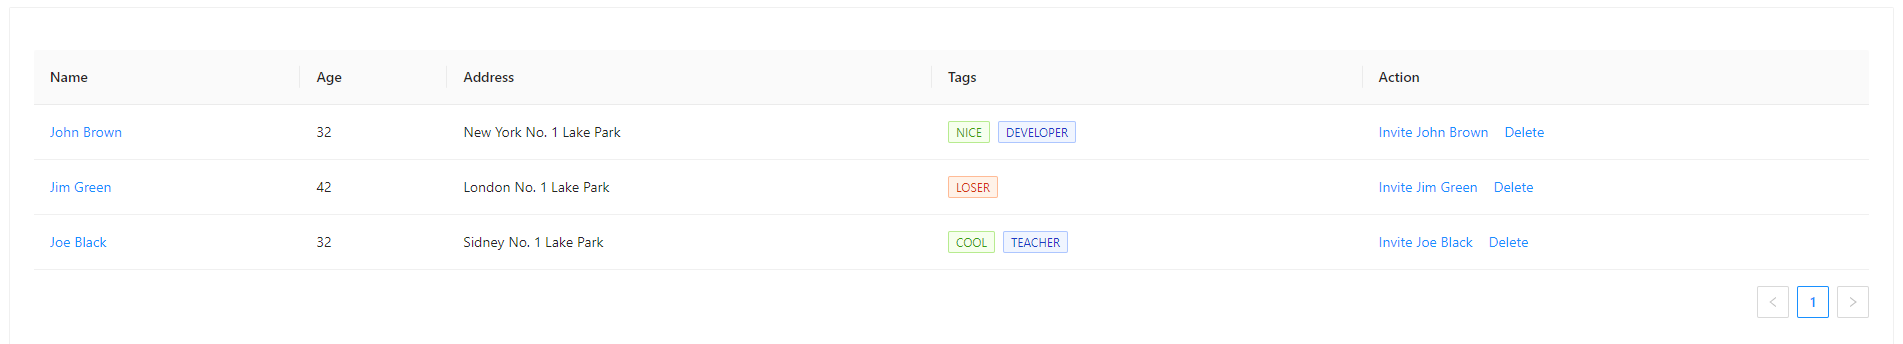 Name Age Address Tags Action
John Brown 32 New York No. 1 Lake Park NICE DEVELOPER Invite John Brown Delete
Jim Green 42 London No. 1 Lake Park LOSER Invite Jim Green Delete
Joe Black 32 Sidney No. 1 Lake Park COOL TEACHER Invite Joe Black Delete
< 1 >